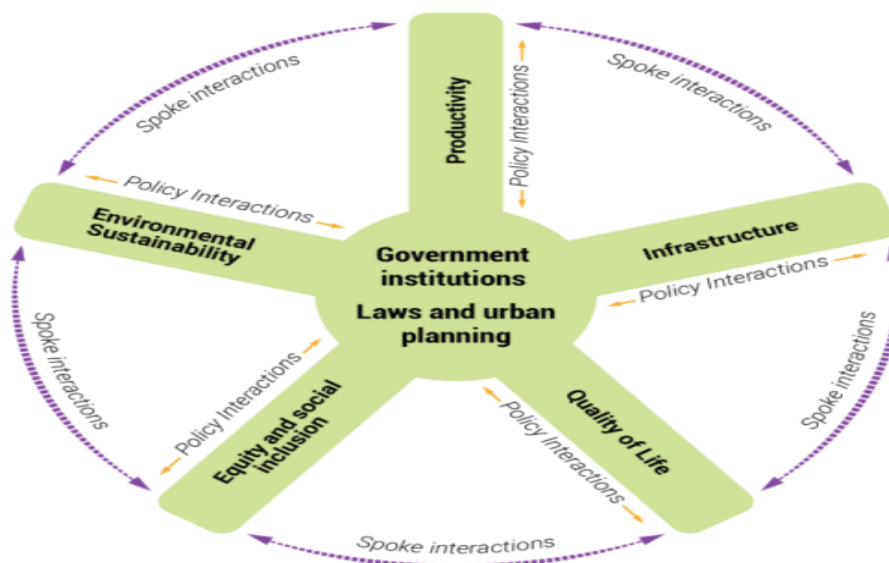 Spoke interactions
Productivity
Policy Interactions
Spoke interactions
Policy Interactions
Environmental
Sustainability
Government
institutions
Laws and urban
planning
Infrastructure
Policy Interactions
Spoke interactions
Policy Interactions
Equity and social
inclusion
Policy Interactions
Quality of Life
Spoke interactions
Spoke interactions